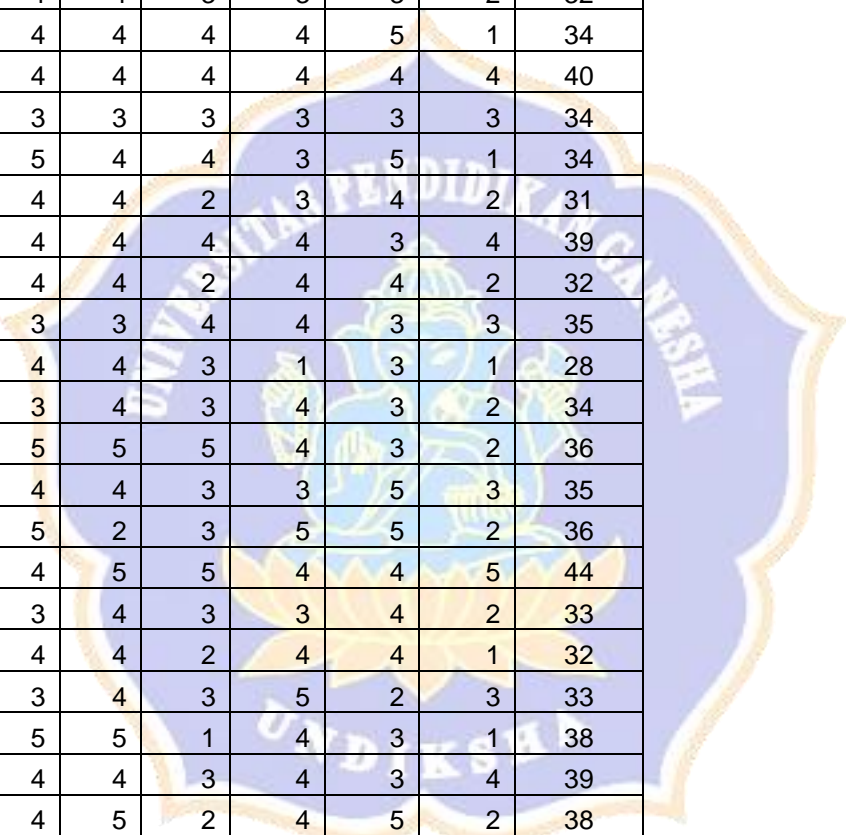 4 4 4 4 5 1 34
4 4 4 4 4 4 40
3 3 3 3 3 3 34
5 4 4 3 5 1 34
4 4 2 3 4 2 31
4 4 4 4 3 4 39
4 4 2 4 4 2 32
3 3 4 4 3 3 35
4 4 3 1 3 1 28
3 4 3 4 3 2 34
5 5 5 4 3 2 36
4 4 3 3 5 3 35
5 2 3 5 5 2 36
4 5 5 4 4 5 44
3 4 3 3 4 2 33
4 4 2 4 4 1 32
3 4 3 5 2 3 33
5 5 1 4 3 1 38
4 4 3 4 3 4 39
4 5 2 4 5 2 38
UNIVERSITAS PENDIDIKAN GANESHA
UNDIKSHA